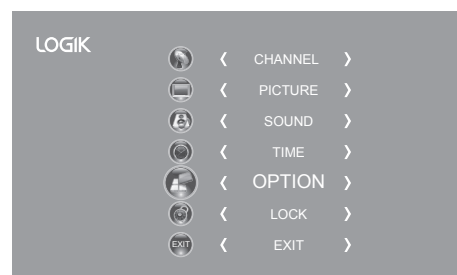 LOGIK
CHANNEL
PICTURE
SOUND
TIME
OPTION
LOCK
EXIT EXIT